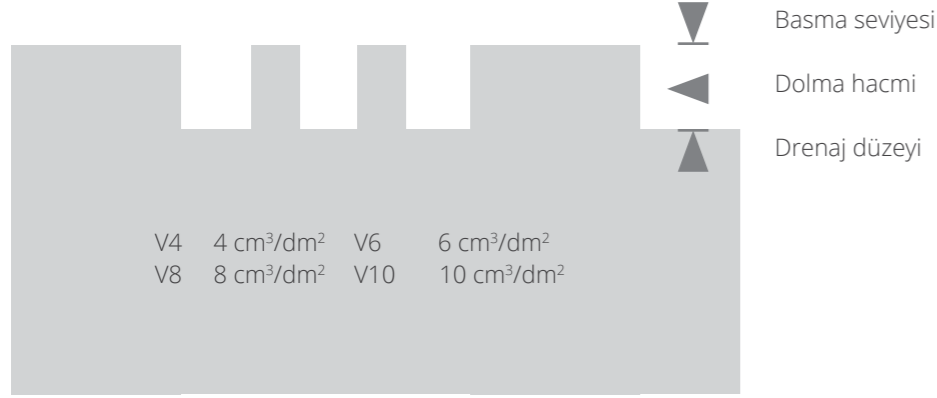 Basma seviyesi
Dolma hacmi
Drenaj düzeyi
V4 4 cm³/dm² V6 6 cm³/dm²
V8 8 cm³/dm² V10 10 cm³/dm²